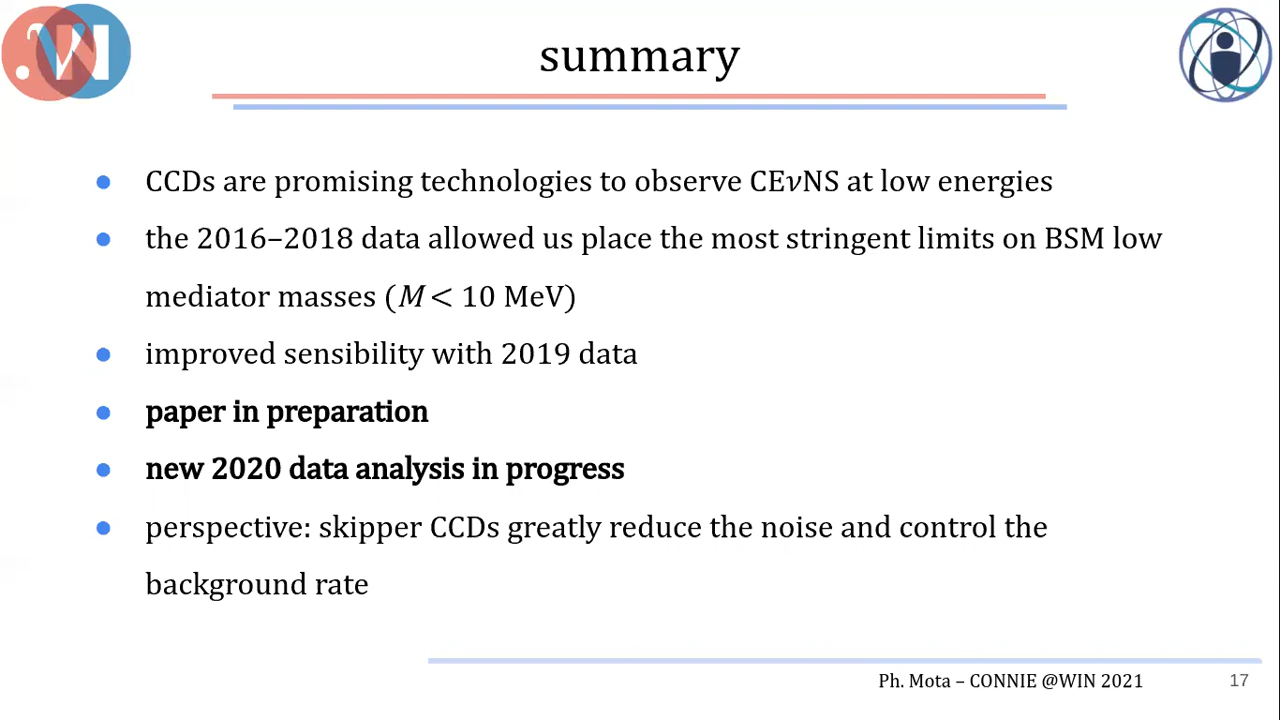 summary
● CCDs are promising technologies to observe CEνNS at low energies
● the 2016–2018 data allowed us place the most stringent limits on BSM low
mediator masses (M < 10 MeV)
● improved sensibility with 2019 data
● paper in preparation
● new 2020 data analysis in progress
● perspective: skipper CCDs greatly reduce the noise and control the
background rate
Ph. Mota – CONNIE @WIN 2021
17